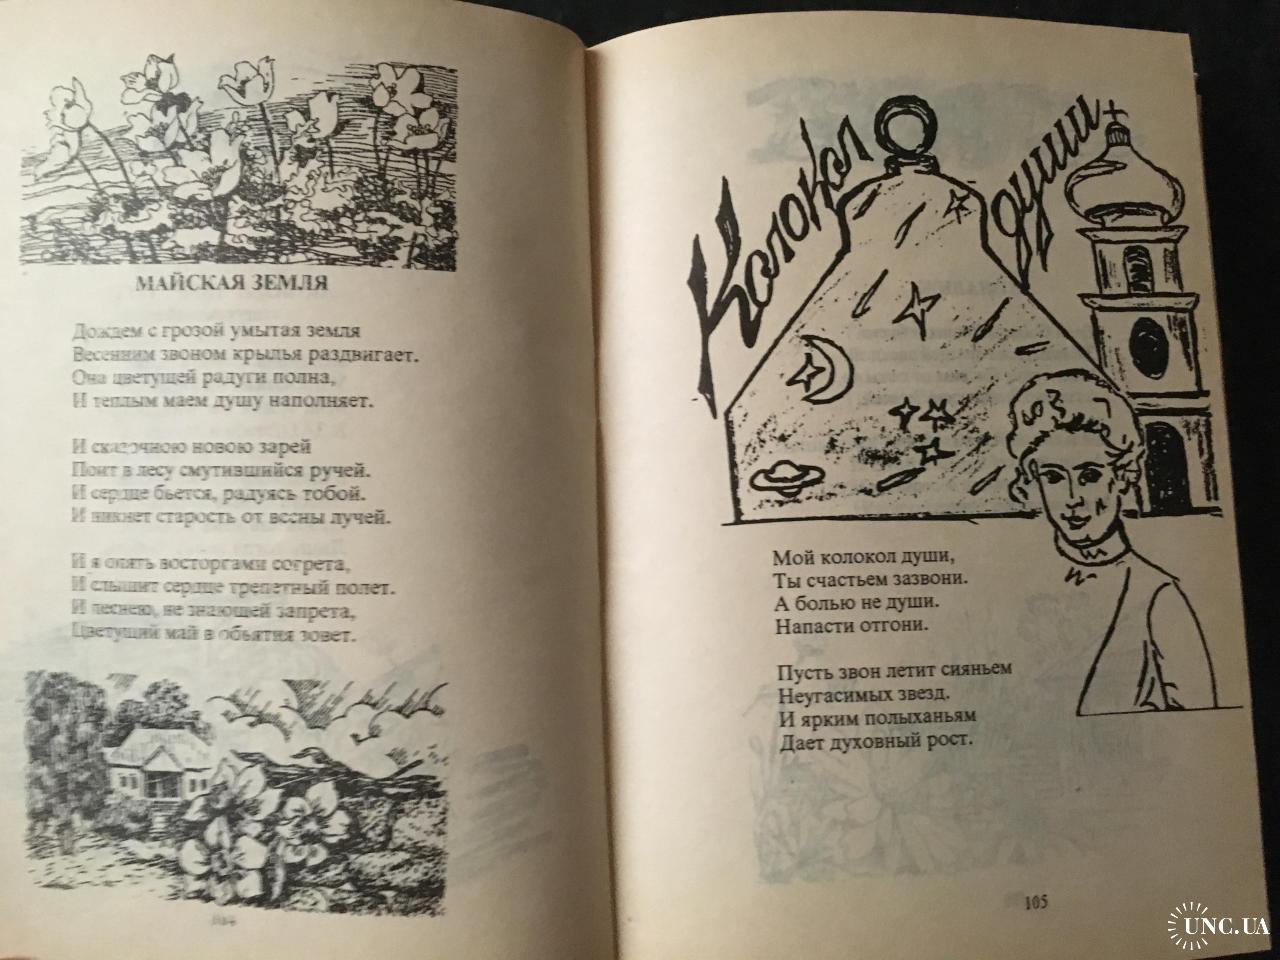 МАЙСКАЯ ЗЕМЛЯ
Дождем с грозой умытая земля
Весенним звоном крылья раздвигает.
Она цветущей радуги полна,
И теплым маем душу наполняет.
И сказочною новою зарей
Поит в лесу смутившийся ручей.
И сердце бьется, радуясь тобой.
И никнет старость от весны лучей.
И я опять восторгами согрета,
И слышит сердце трепетный полет.
И песнею, не знающей запрета,
Цветущий май в объятия зовет.
104
Колокол души
Мой колокол души,
Ты счастьем зазвони.
А болью не души.
Напасти отгони.
Пусть звон летит сияньем
Неугасимых звезд.
И ярким полыханьям
Дает духовный рост.
105
UNC.UA